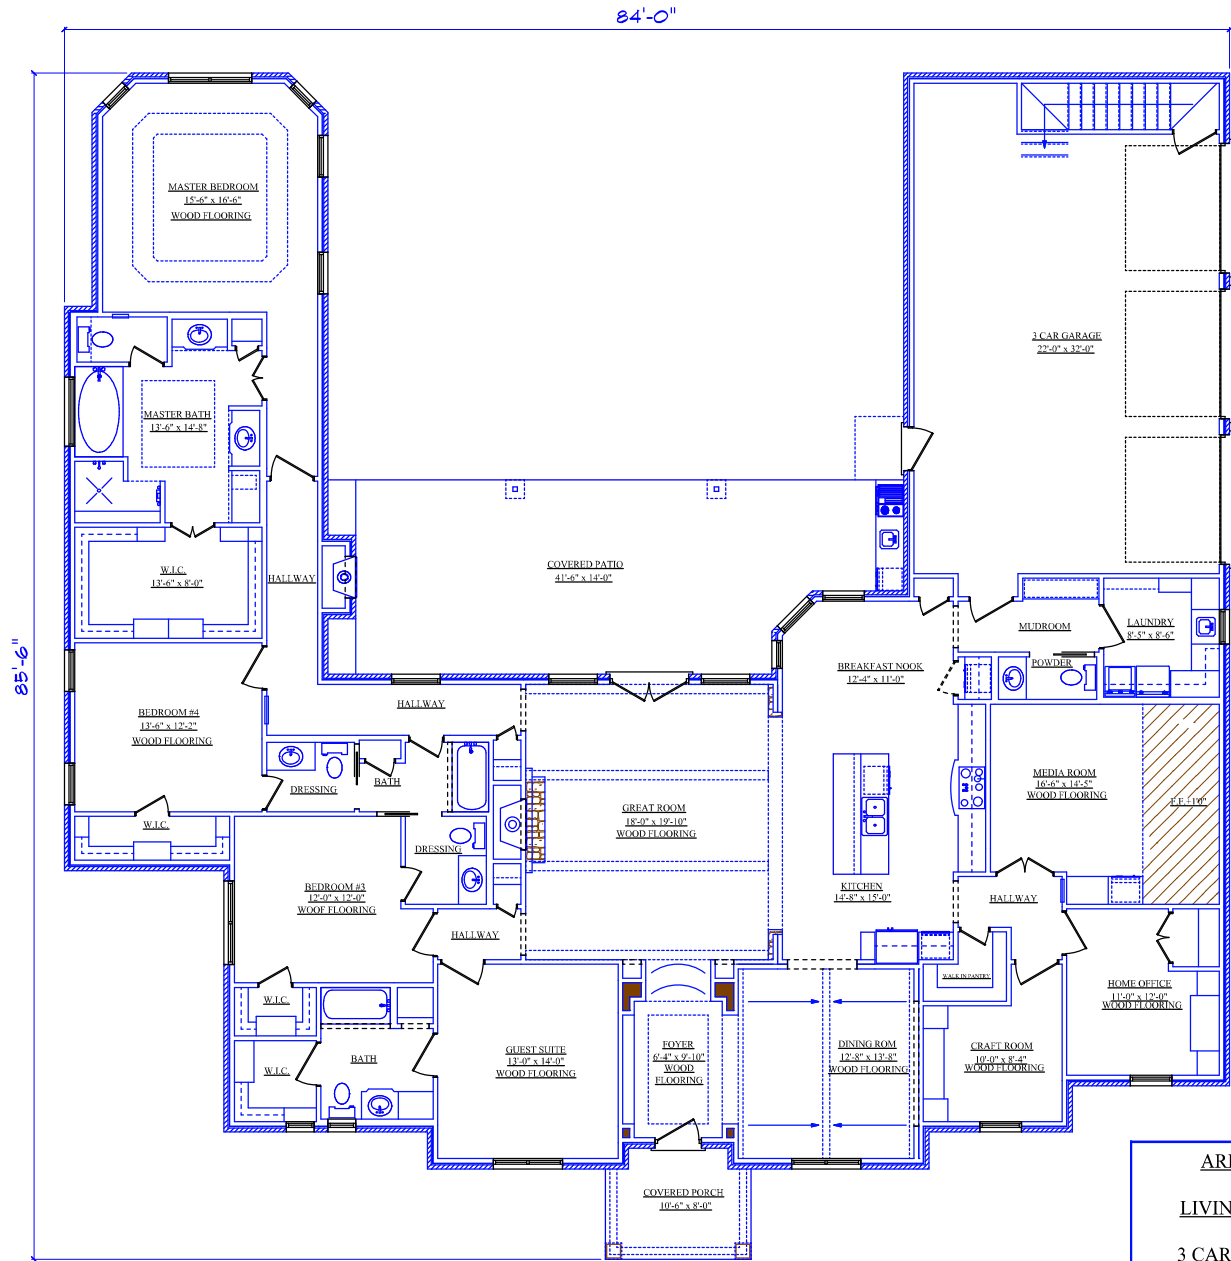 84'-0"
85'-6"
MASTER BEDROOM
15'-6" x 16'-6"
WOOD FLOORING
3 CAR GARAGE
22'-0" x 32'-0"
MASTER BATH
13'-6" x 14'-8"
W.I.C.
13'-6" x 8'-0"
HALLWAY
COVERED PATIO
41'-6" x 14'-0"
MUDROOM
LAUNDRY
8'-5" x 8'-6"
POWDER
BREAKFAST NOOK
12'-4" x 11'-0"
HALLWAY
BEDROOM #4
13'-6" x 12'-2"
WOOD FLOORING
DRESSING
BATH
MEDIA ROOM
16'-6" x 14'-5"
WOOD FLOORING
F.F.+1'0"
GREAT ROOM
18'-0" x 19'-10"
WOOD FLOORING
W.I.C.
DRESSING
BEDROOM #3
12'-0" x 12'-0"
WOOF FLOORING
KITCHEN
14'-8" x 15'-0"
HALLWAY
HALLWAY
WALK IN PANTRY
HOME OFFICE
11'-0" x 12'-0"
WOOD FLOORING
W.I.C.
BATH
W.I.C.
GUEST SUITE
13'-0" x 14'-0"
WOOD FLOORING
FOYER
6'-4" x 9'-10"
WOOD
FLOORING
DINING ROM
12'-8" x 13'-8"
WOOD FLOORING
CRAFT ROOM
10'-0" x 8'-4"
WOOD FLOORING
COVERED PORCH
10'-6" x 8'-0"
ARE
LIVIN
3 CAR